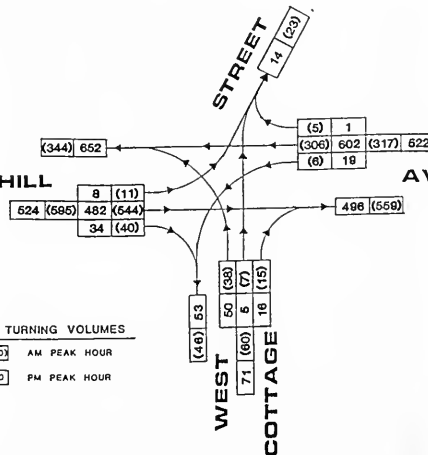 STREET
14 (23)
(5) 1
(344) 652
(306) 602 (317) 622
(6) 19
HILL
AV
8 (11)
524 (595) 482 (544)
496 (559)
34 (40)
(38) (7) (15)
50 5 16
53 (46)
71 (60)
WEST
COTTAGE
TURNING VOLUMES
AM PEAK HOUR
PM PEAK HOUR